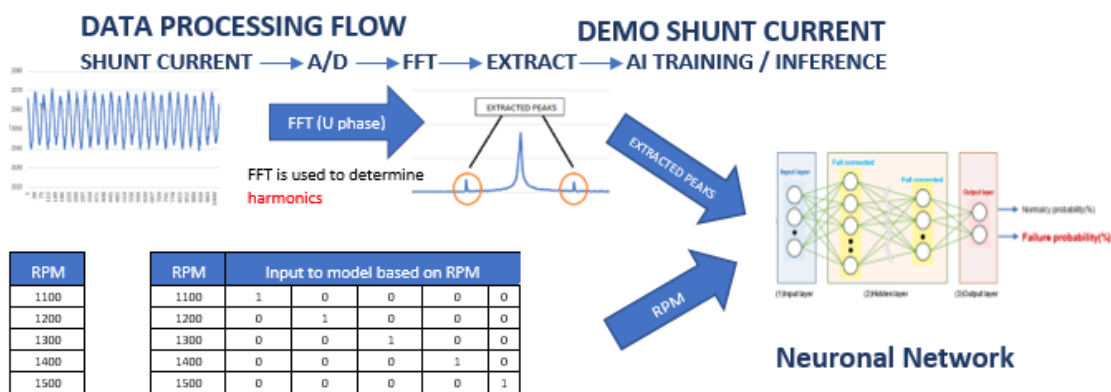 DATA PROCESSING FLOW
DEMO SHUNT CURRENT
SHUNT CURRENT A/D FFT EXTRACT AI TRAINING / INFERENCE
FFT (U phase)
EXTRACTED PEAKS
FFT is used to determine
harmonics
EXTRACTED PEAKS
RPM
Input layer
Full connected
Full connected
Output layer
Normalcy probability(%)
Failure probability(%)
(1)Input layer
(2)Hidden layer
(3)Output layer
Neuronal Network
RPM
1100
1200
1300
1400
1500
RPM Input to model based on RPM
1100 1 0 0 0 0
1200 0 1 0 0 0
1300 0 0 1 0 0
1400 0 0 0 1 0
1500 0 0 0 0 1